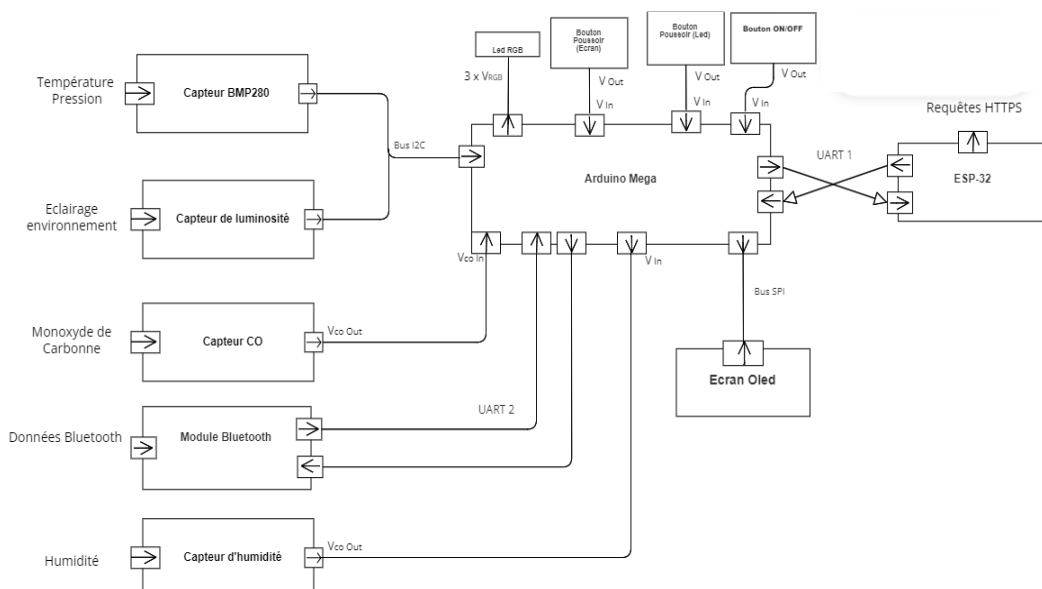 Led RGB
Bouton
Poussoir
(Ecran)
Bouton
Poussoir (Led)
Bouton ON/OFF
Température
Pression
Capteur BMP280
3 x VRGB
V Out
V In
V Out
V In
V Out
V In
Bus I2C
Arduino Mega
UART 1
Requêtes HTTPS
ESP-32
Eclairage
environnement
Capteur de luminosité
Vco In
V In
Bus SPI
Monoxyde de
Carbonne
Capteur CO
Vco Out
Ecran Oled
Données Bluetooth
Module Bluetooth
UART 2
Humidité
Capteur d'humidité
Vco Out